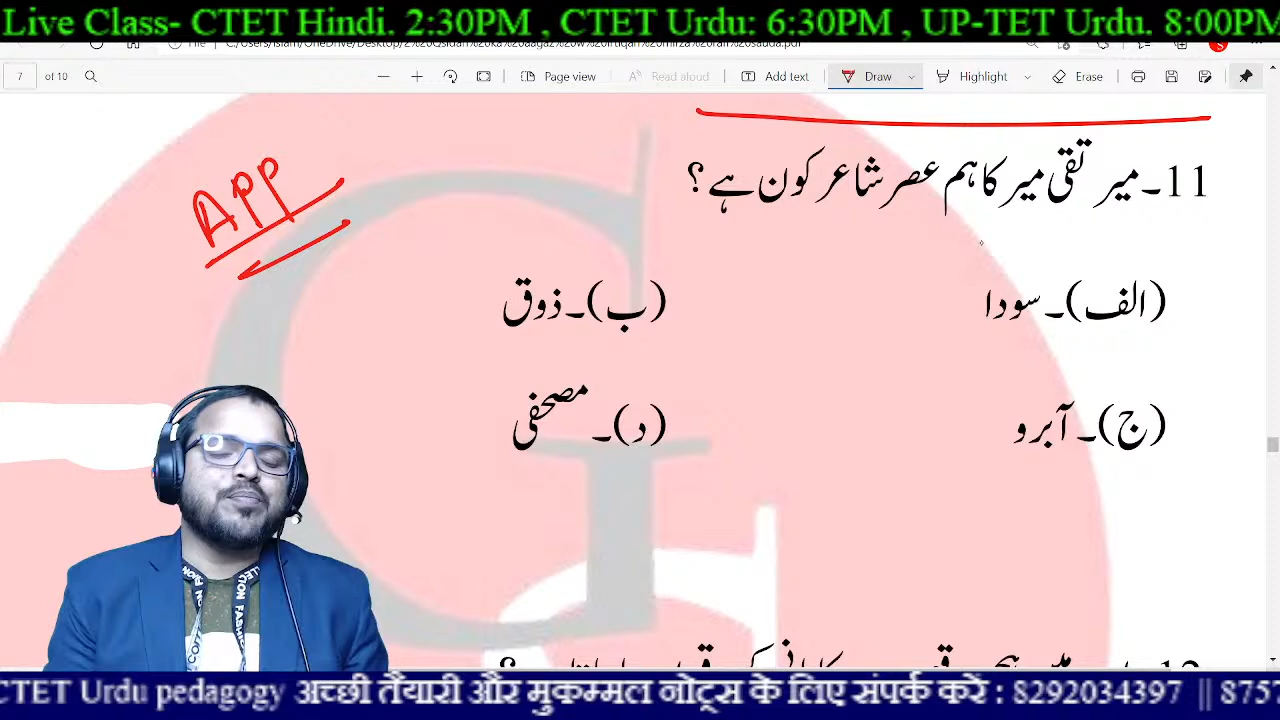 Live Class- CTET Hindi. 2:30PM , CTET Urdu: 6:30PM , UP-TET Urdu. 8:00PM
7 of 10 Page view Read aloud Add text Draw Highlight Erase
APP
11۔میر تقی میر کا ہم عصر شاعر کون ہے؟
(الف)۔سودا (ب)۔ذوق
(ج)۔آبرو (د)۔مصحفی
CTET Urdu pedagogy अच्छी तैयारी और मुकम्मल नोट्स के लिए संपर्क करे : 8292034397 || 8757